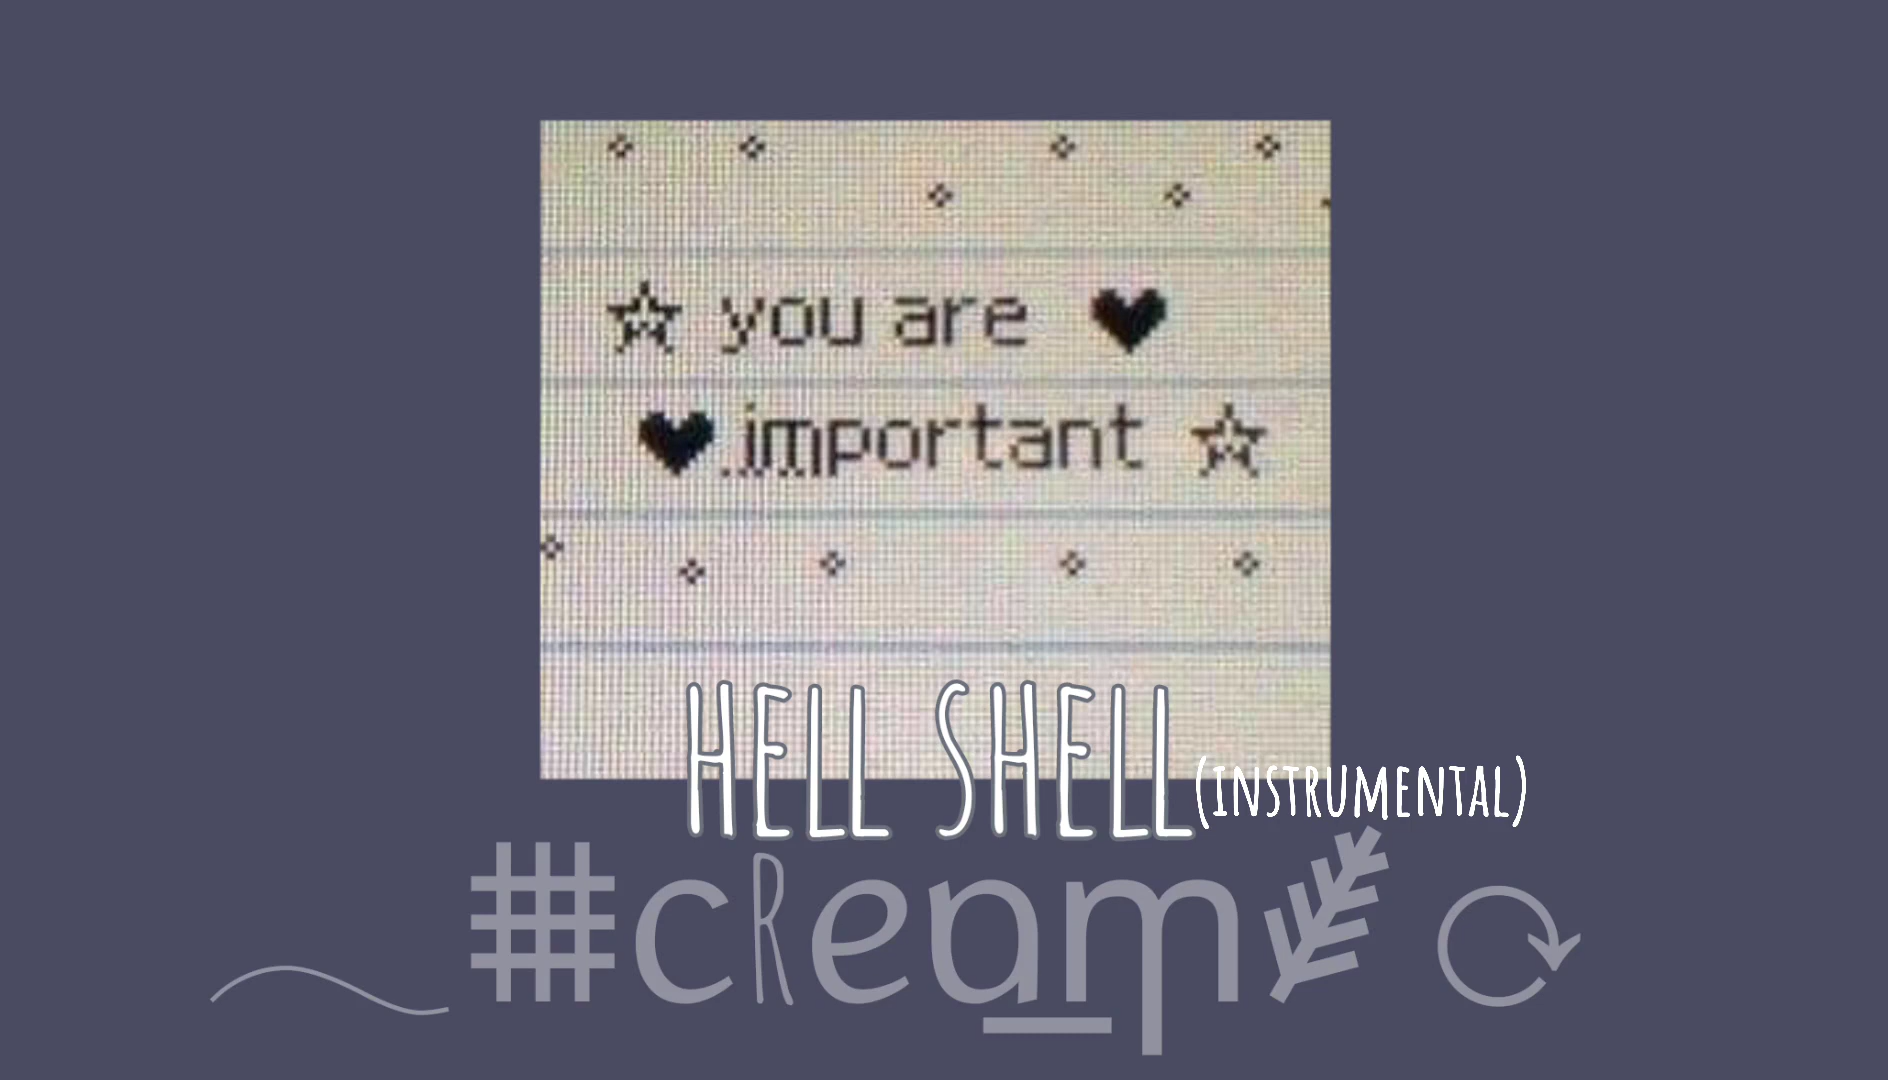 ☆ you are ♥
♥ important ☆
HELL SHELL (INSTRUMENTAL)
#cReam